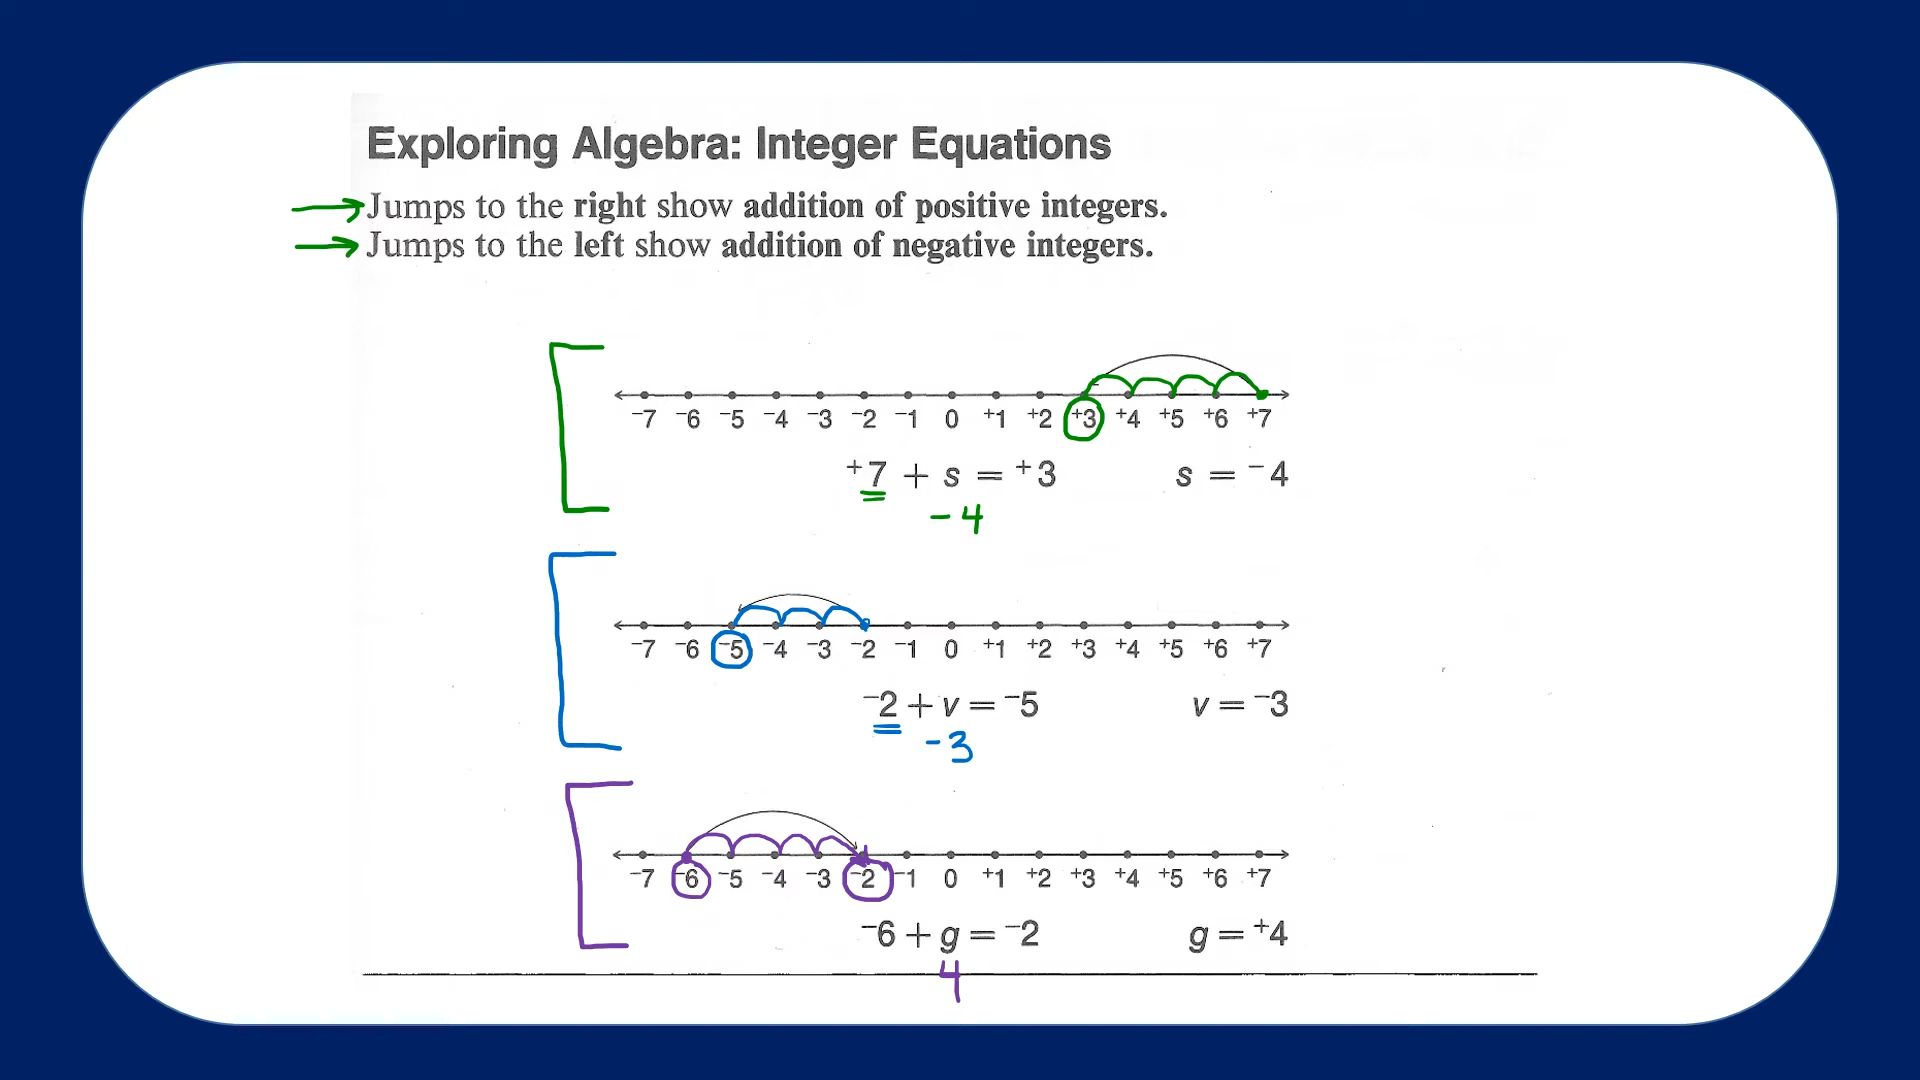 Exploring Algebra: Integer Equations
Jumps to the right show addition of positive integers.
Jumps to the left show addition of negative integers.
⁻7 ⁻6 ⁻5 ⁻4 ⁻3 ⁻2 ⁻1 0 ⁺1 ⁺2 ⁺3 ⁺4 ⁺5 ⁺6 ⁺7
⁺7 + s = ⁺3 s = ⁻4
-4
⁻7 ⁻6 ⁻5 ⁻4 ⁻3 ⁻2 ⁻1 0 ⁺1 ⁺2 ⁺3 ⁺4 ⁺5 ⁺6 ⁺7
⁻2 + v = ⁻5 v = ⁻3
-3
⁻7 ⁻6 ⁻5 ⁻4 ⁻3 ⁻2 ⁻1 0 ⁺1 ⁺2 ⁺3 ⁺4 ⁺5 ⁺6 ⁺7
⁻6 + g = ⁻2 g = ⁺4
4